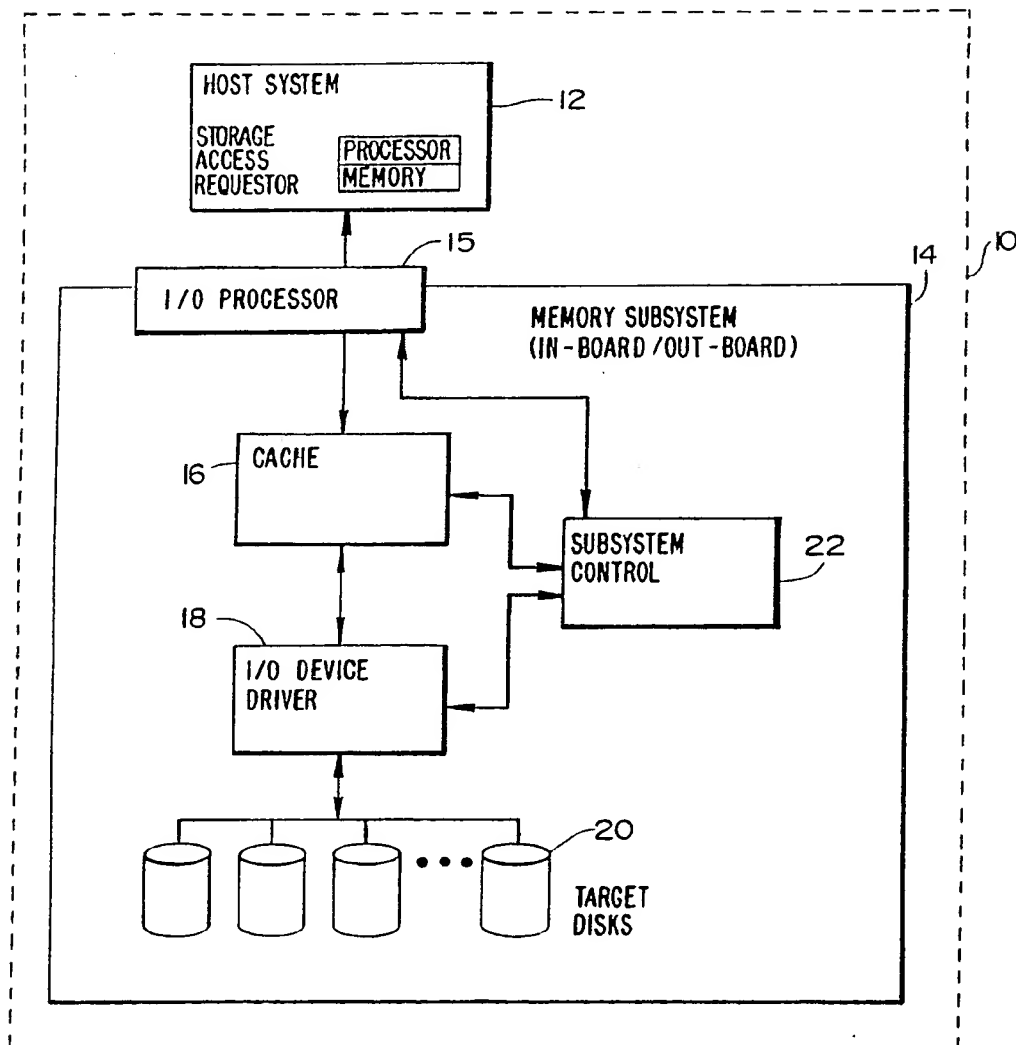 HOST SYSTEM
12
STORAGE
ACCESS
REQUESTOR
PROCESSOR
MEMORY
15
I/O PROCESSOR
14
10
MEMORY SUBSYSTEM
(IN-BOARD/OUT-BOARD)
16
CACHE
SUBSYSTEM
CONTROL
22
18
I/O DEVICE
DRIVER
20
TARGET
DISKS